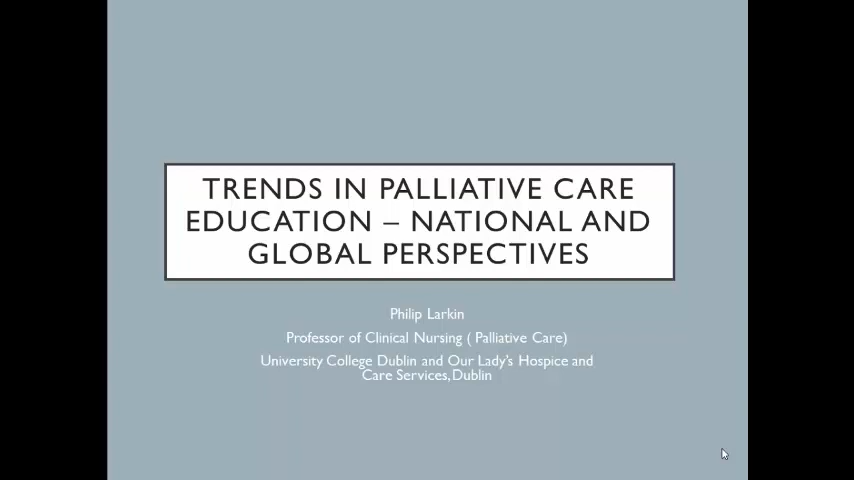 TRENDS IN PALLIATIVE CARE
EDUCATION – NATIONAL AND
GLOBAL PERSPECTIVES
Philip Larkin
Professor of Clinical Nursing ( Palliative Care)
University College Dublin and Our Lady's Hospice and
Care Services,Dublin